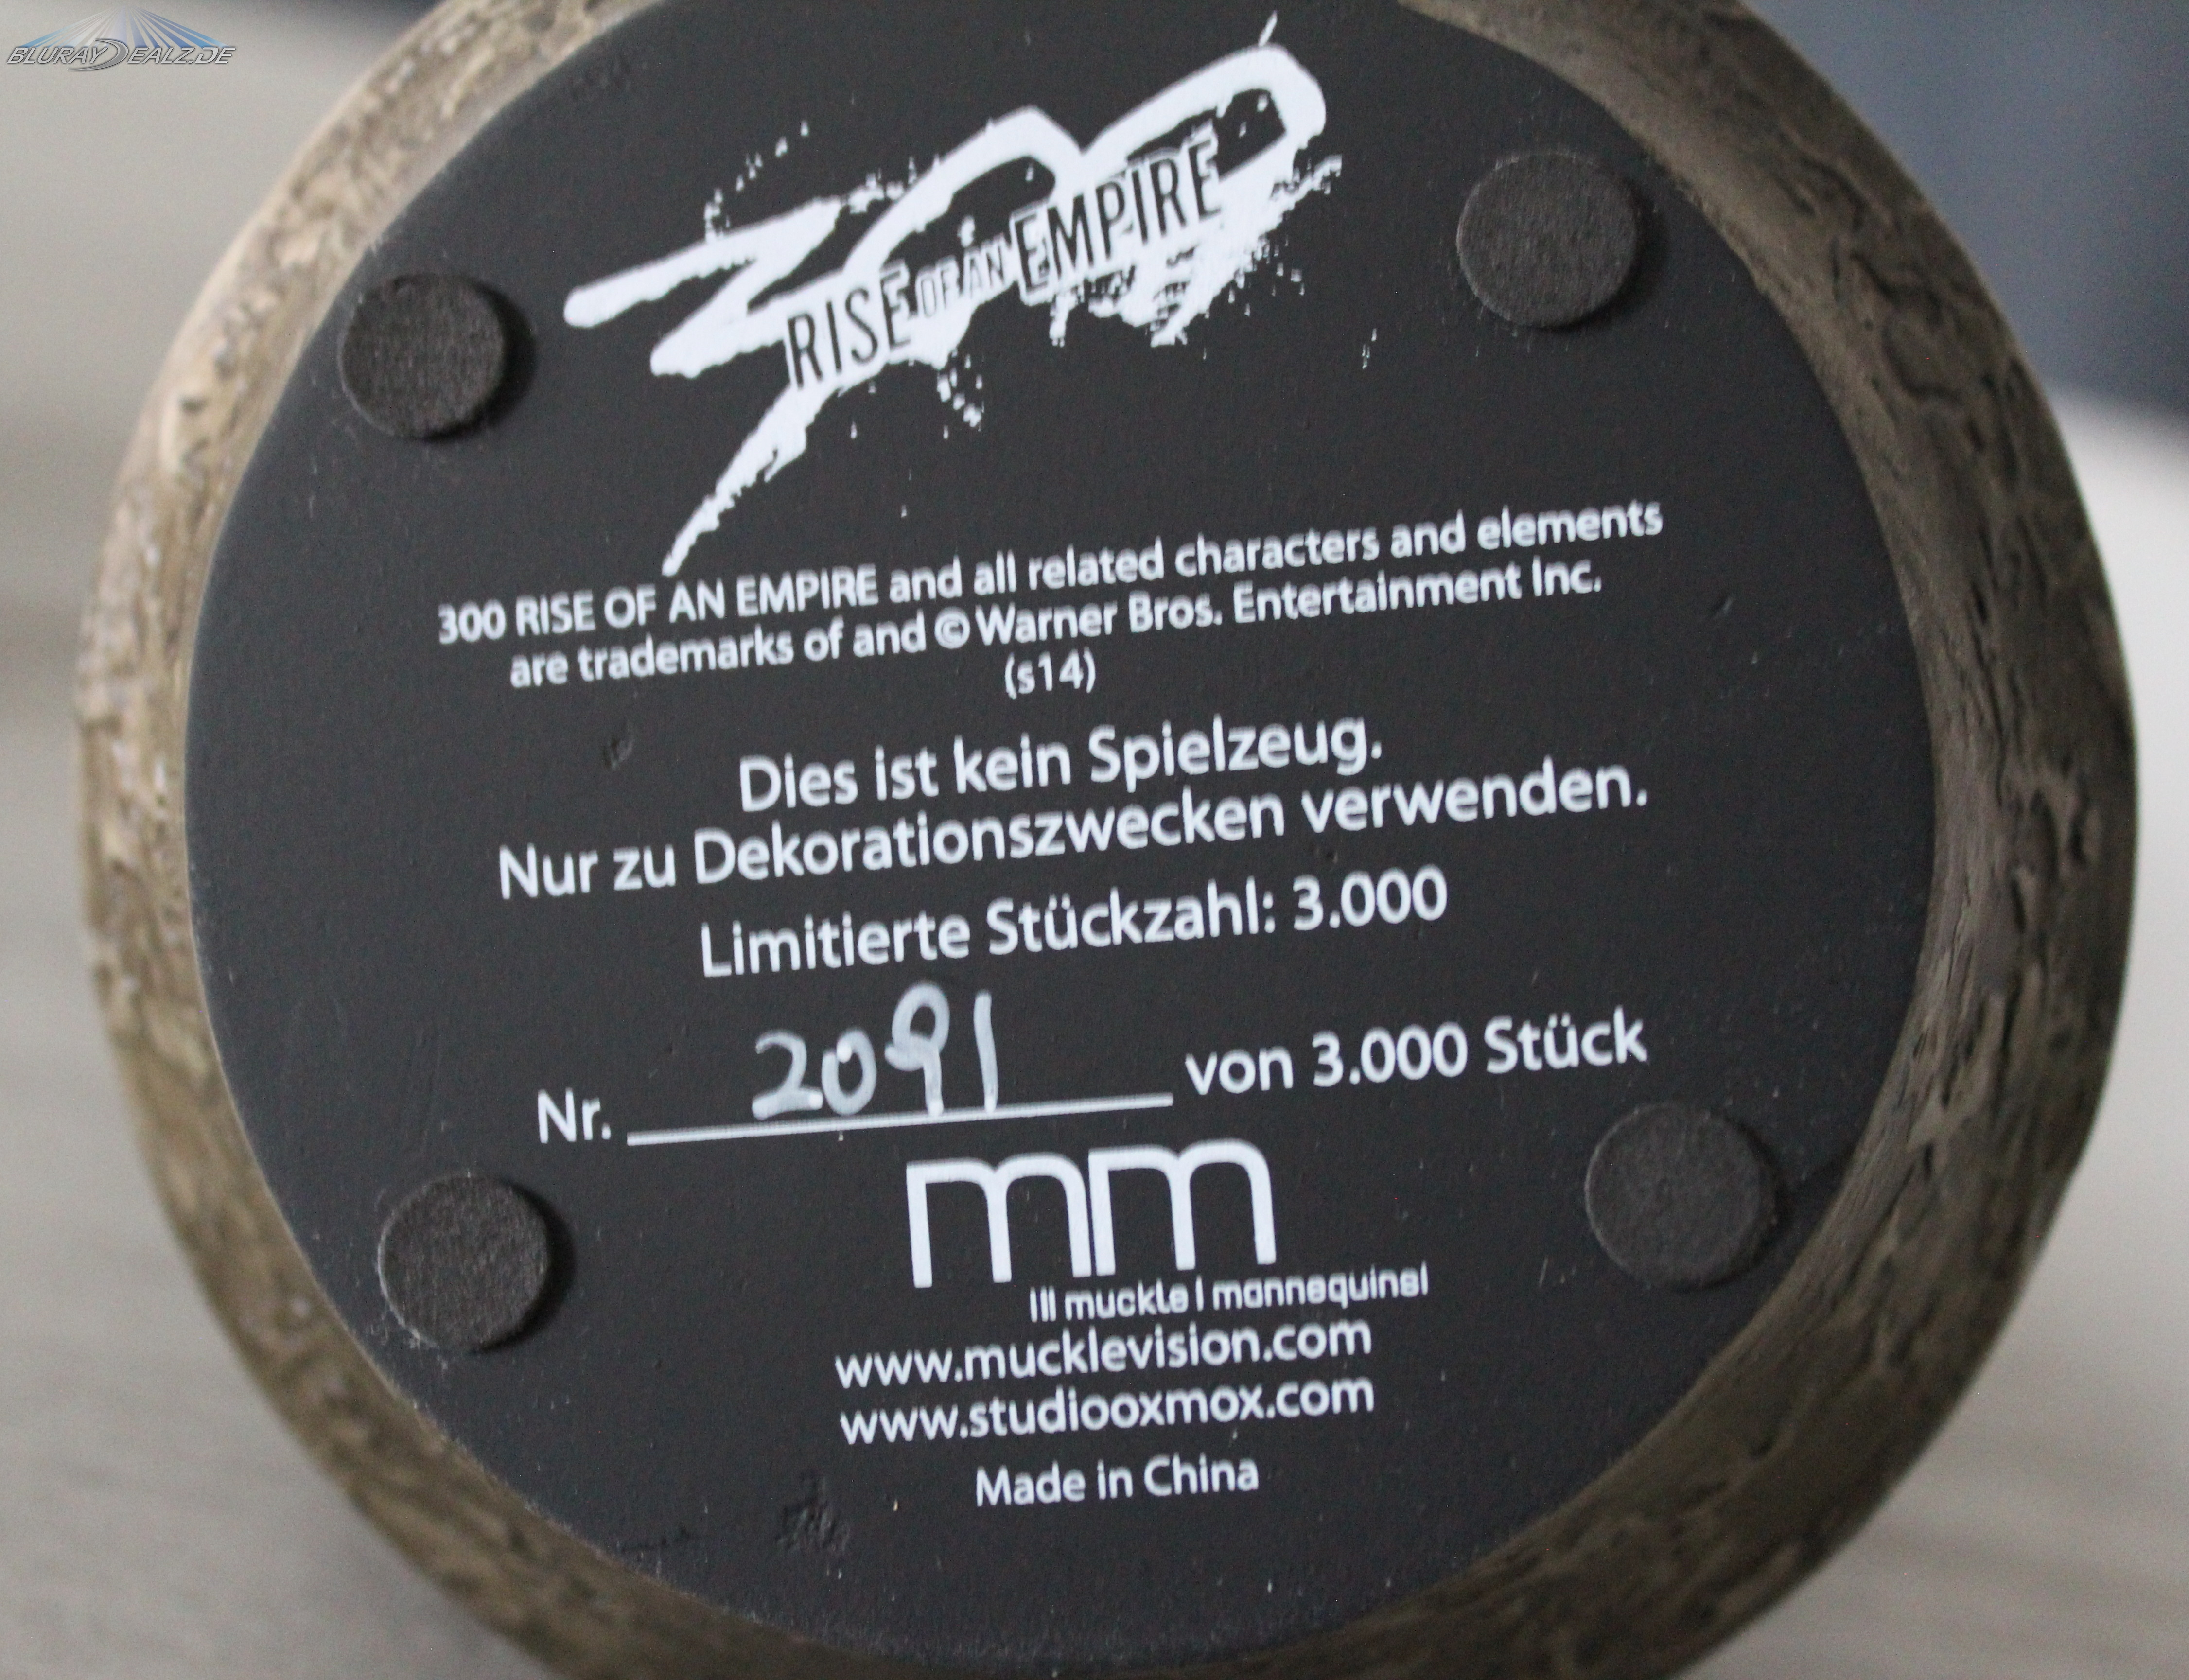 BLURAYDEALZ.DE
300
RISE OF AN EMPIRE
300 RISE OF AN EMPIRE and all related characters and elements
are trademarks of and © Warner Bros. Entertainment Inc.
(s14)
Dies ist kein Spielzeug.
Nur zu Dekorationszwecken verwenden.
Limitierte Stückzahl: 3.000
Nr. 2091 von 3.000 Stück
mm
||| muckle | mannequins|
www.mucklevision.com
www.studiooxmox.com
Made in China